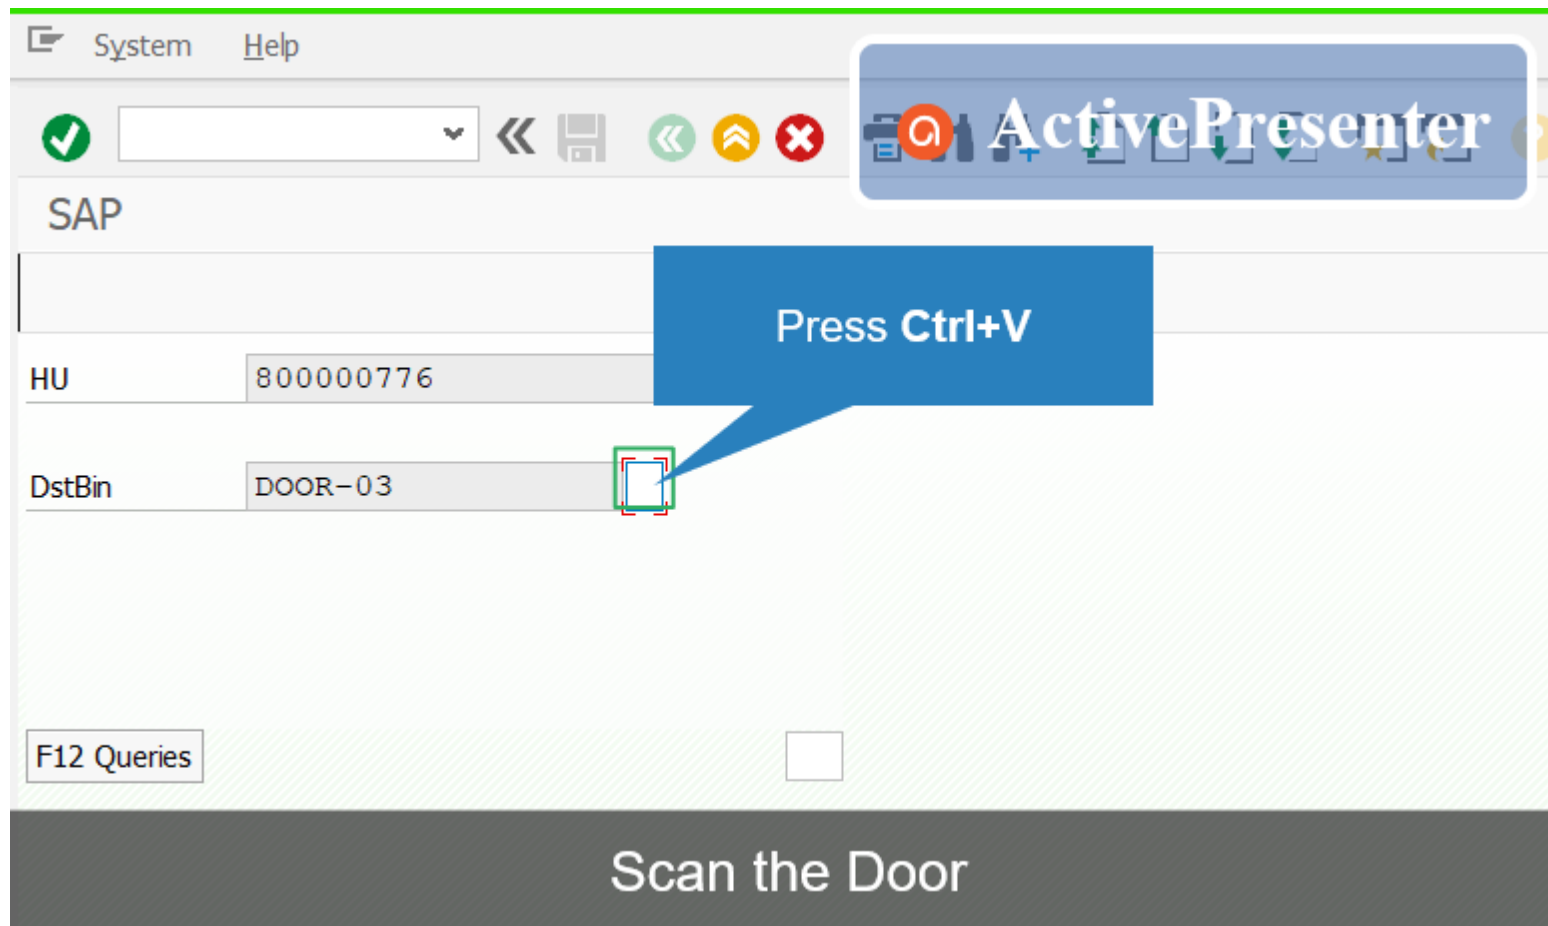 System Help
ActivePresenter
SAP
Press Ctrl+V
HU 800000776
DstBin DOOR-03
F12 Queries
Scan the Door